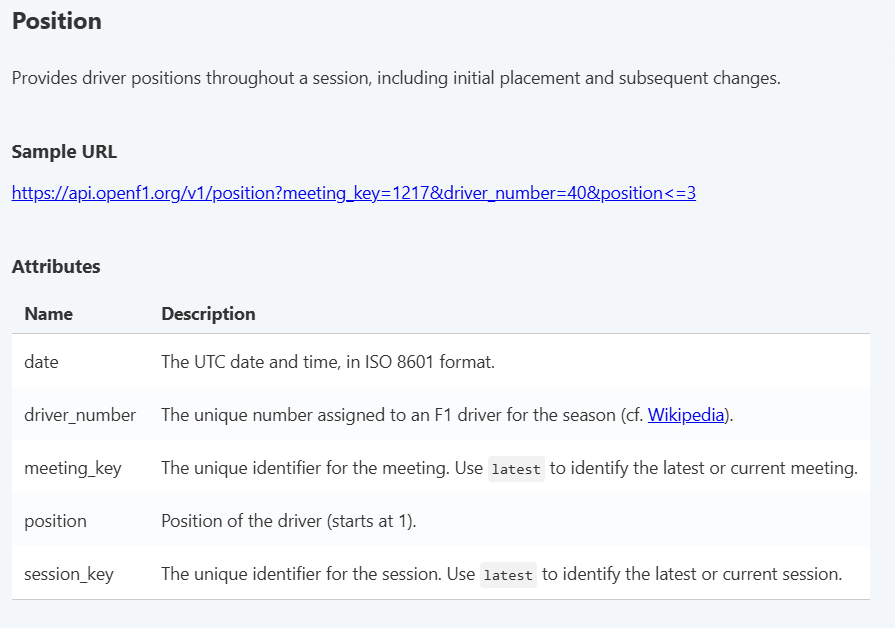 Position
Provides driver positions throughout a session, including initial placement and subsequent changes.
Sample URL
https://api.openf1.org/v1/position?meeting_key=1217&driver_number=40&position<=3
Attributes
Name Description
date The UTC date and time, in ISO 8601 format.
driver_number The unique number assigned to an F1 driver for the season (cf. Wikipedia).
meeting_key The unique identifier for the meeting. Use latest to identify the latest or current meeting.
position Position of the driver (starts at 1).
session_key The unique identifier for the session. Use latest to identify the latest or current session.